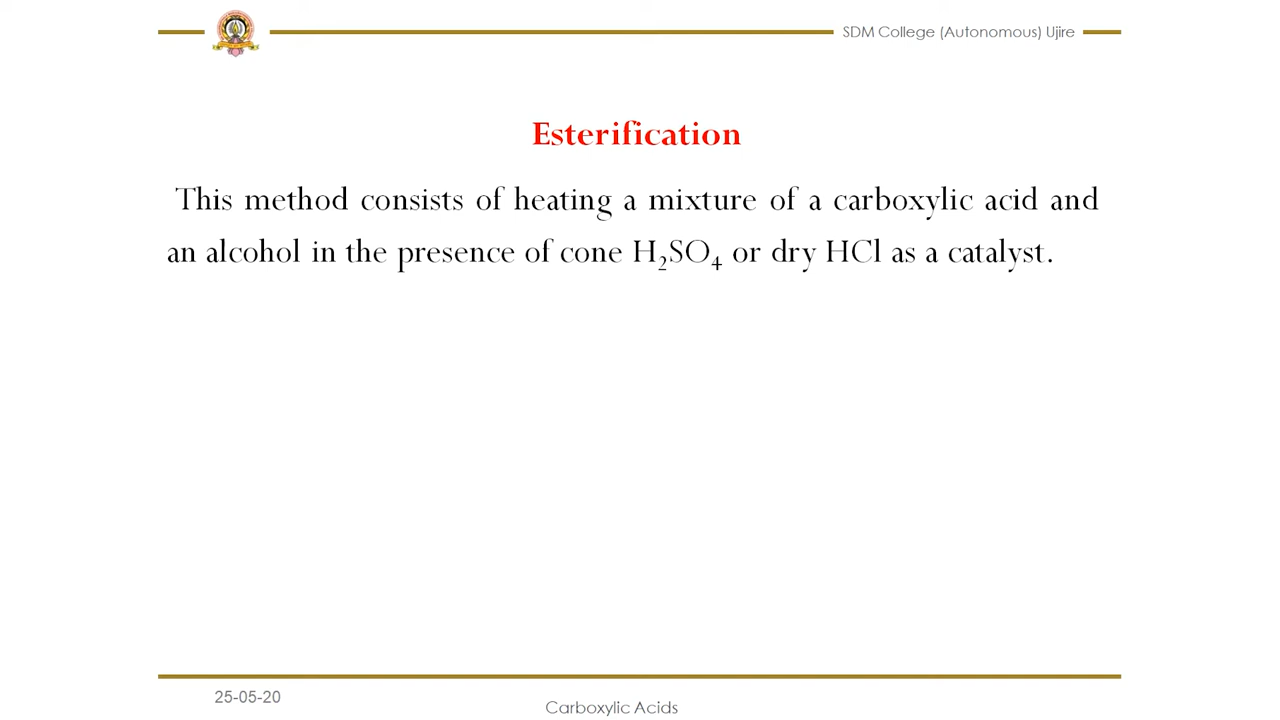 SDM College (Autonomous) Ujire
Esterification
This method consists of heating a mixture of a carboxylic acid and
an alcohol in the presence of cone H₂SO₄ or dry HCl as a catalyst.
25-05-20
Carboxylic Acids